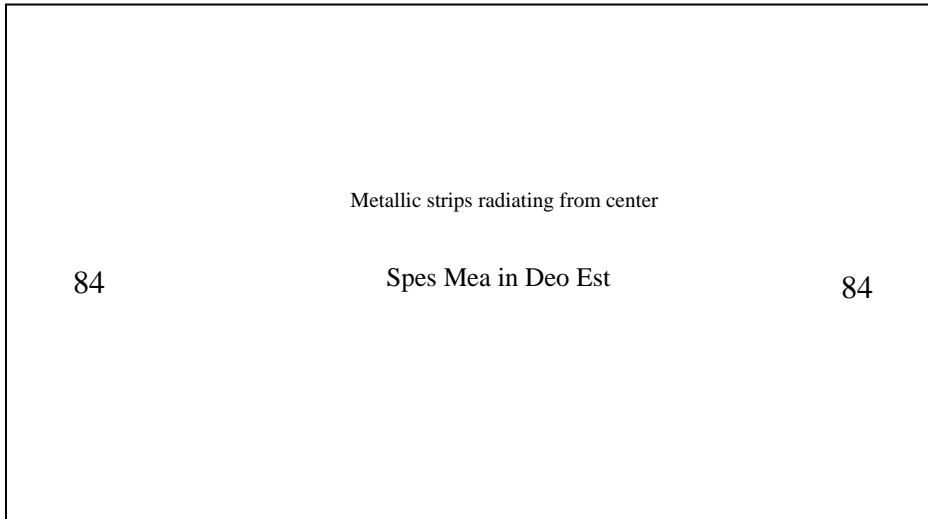 Metallic strips radiating from center
84 Spes Mea in Deo Est 84